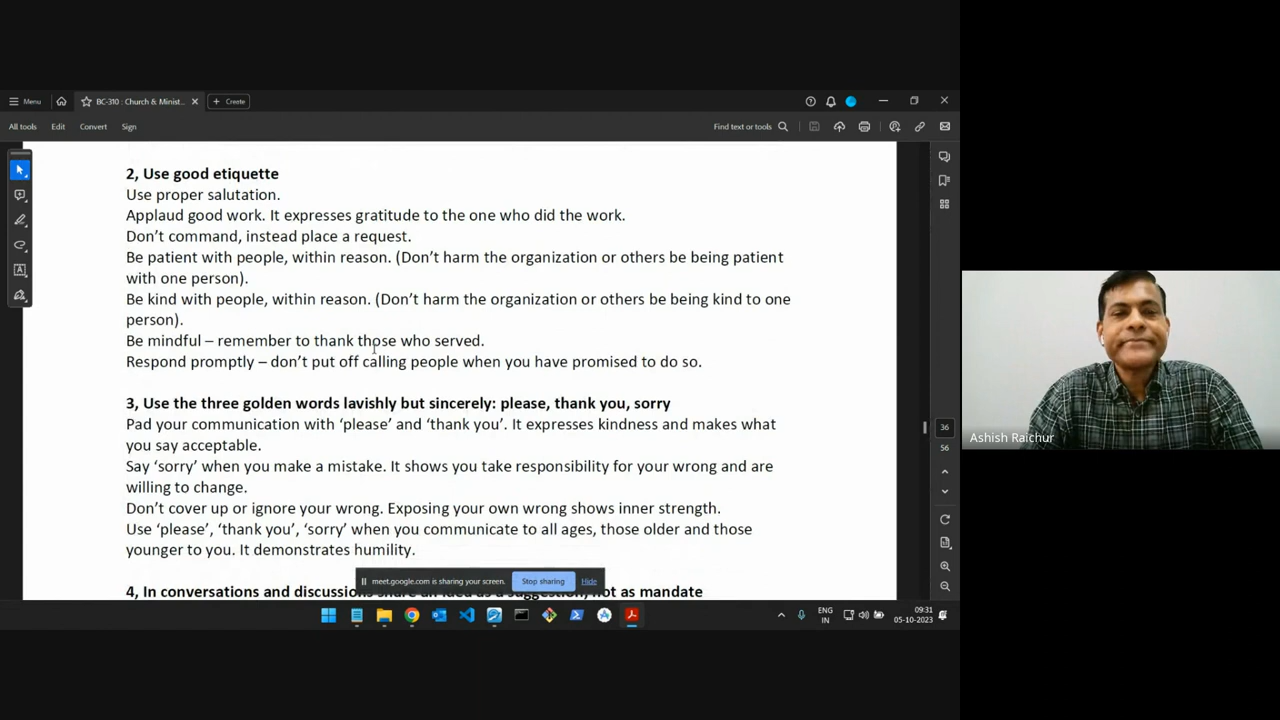 Menu
BC-310 : Church & Minist...
Create
All tools
Edit
Convert
Sign
Find text or tools
2, Use good etiquette
Use proper salutation.
Applaud good work. It expresses gratitude to the one who did the work.
Don’t command, instead place a request.
Be patient with people, within reason. (Don’t harm the organization or others be being patient
with one person).
Be kind with people, within reason. (Don’t harm the organization or others be being kind to one
person).
Be mindful – remember to thank those who served.
Respond promptly – don’t put off calling people when you have promised to do so.
3, Use the three golden words lavishly but sincerely: please, thank you, sorry
Pad your communication with ‘please’ and ‘thank you’. It expresses kindness and makes what
you say acceptable.
Say ‘sorry’ when you make a mistake. It shows you take responsibility for your wrong and are
willing to change.
Don’t cover up or ignore your wrong. Exposing your own wrong shows inner strength.
Use ‘please’, ‘thank you’, ‘sorry’ when you communicate to all ages, those older and those
younger to you. It demonstrates humility.
4, In conversations and discussions share an idea as a suggestion, not as mandate
36
56
Ashish Raichur
meet.google.com is sharing your screen.
Stop sharing
Hide
ENG
IN
09:31
05-10-2023